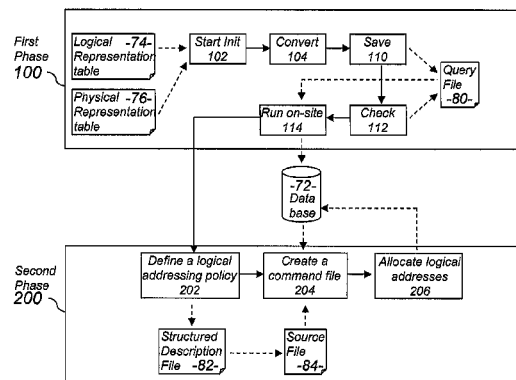 First
Phase
100
Logical -74-
Representation
table
Physical -76-
Representation
table
Start Init
102
Convert
104
Save
110
Query
File
-80-
Run on-site
114
Check
112
-72-
Data
base
Second
Phase
200
Define a logical
addressing policy
202
Create a
command file
204
Allocate logical
addresses
206
Structured
Description
File -82-
Source
File
-84-